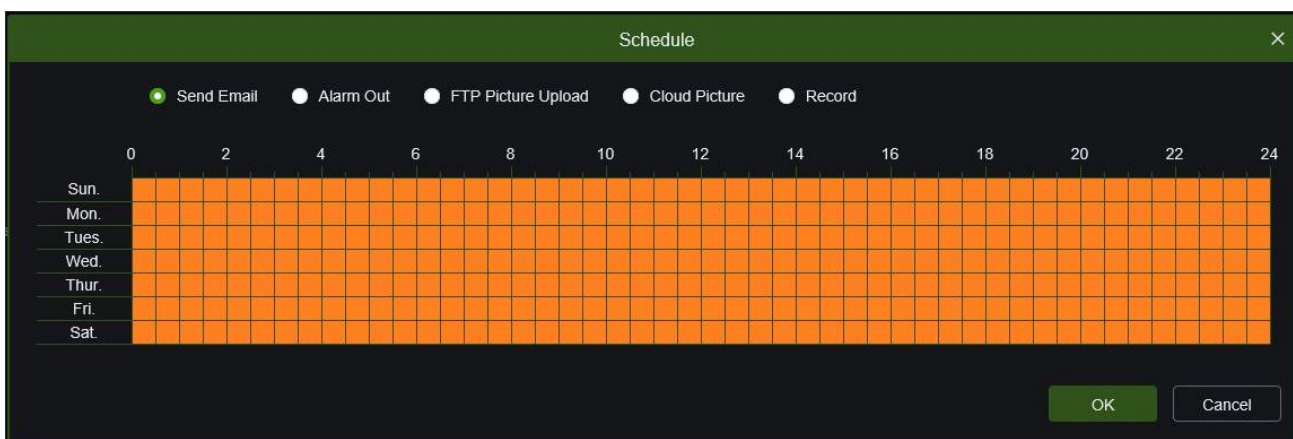 Schedule
Send Email Alarm Out FTP Picture Upload Cloud Picture Record
0 2 4 6 8 10 12 14 16 18 20 22 24
Sun.
Mon.
Tues.
Wed.
Thur.
Fri.
Sat.
OK Cancel